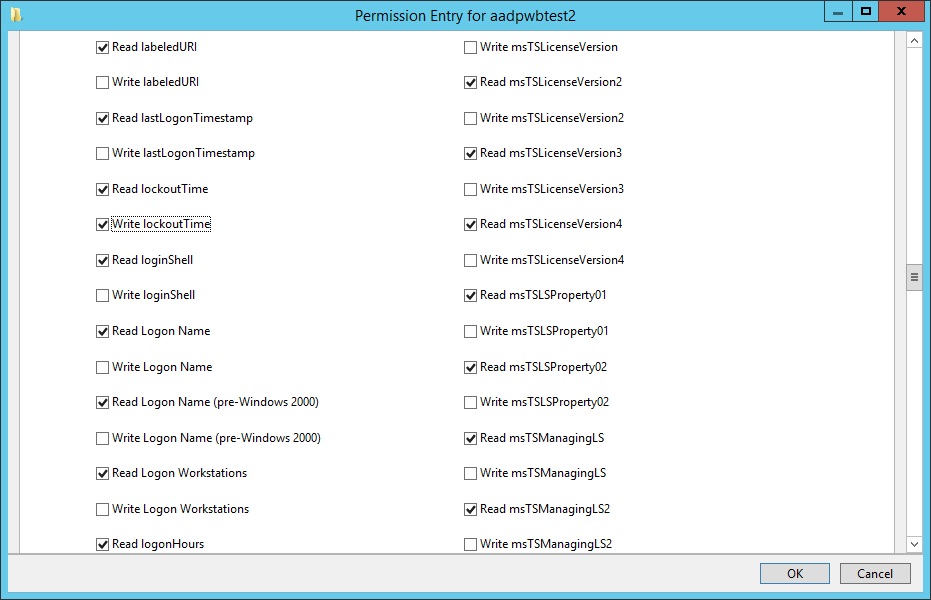 Permission Entry for aadpwbtest2
Read labeledURI
Write labeledURI
Read lastLogonTimestamp
Write lastLogonTimestamp
Read lockoutTime
Write lockoutTime
Read loginShell
Write loginShell
Read Logon Name
Write Logon Name
Read Logon Name (pre-Windows 2000)
Write Logon Name (pre-Windows 2000)
Read Logon Workstations
Write Logon Workstations
Read logonHours
Write msTSLicenseVersion
Read msTSLicenseVersion2
Write msTSLicenseVersion2
Read msTSLicenseVersion3
Write msTSLicenseVersion3
Read msTSLicenseVersion4
Write msTSLicenseVersion4
Read msTSLSProperty01
Write msTSLSProperty01
Read msTSLSProperty02
Write msTSLSProperty02
Read msTSManagingLS
Write msTSManagingLS
Read msTSManagingLS2
Write msTSManagingLS2
OK
Cancel